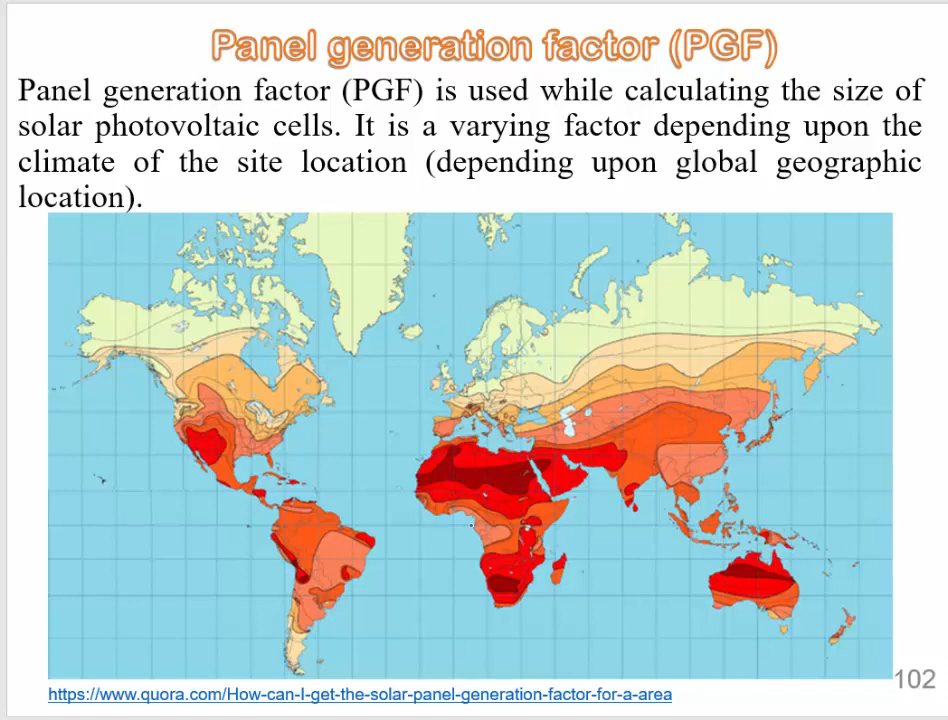 Panel generation factor (PGF)
Panel generation factor (PGF) is used while calculating the size of
solar photovoltaic cells. It is a varying factor depending upon the
climate of the site location (depending upon global geographic
location).
https://www.quora.com/How-can-I-get-the-solar-panel-generation-factor-for-a-area
102